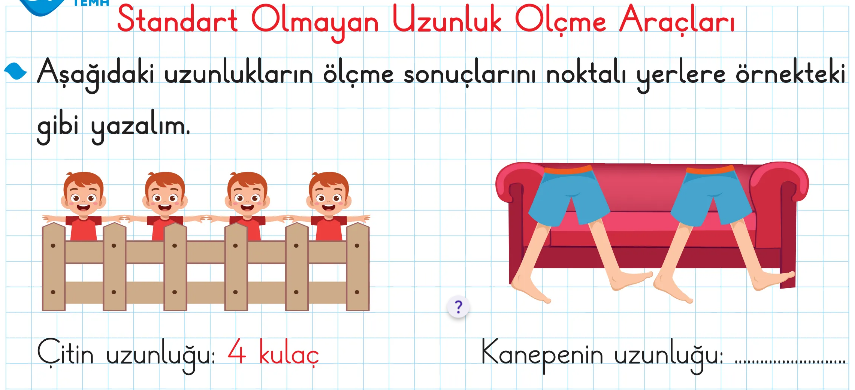 TEMA
Standart Olmayan Uzunluk Olçme Araçları
Aşağıdaki uzunlukların ölçme sonuçlarını noktalı yerlere örnekteki
gibi yazalım.
?
Çitin uzunluğu: 4 kulaç
Kanepenin uzunluğu: ........................